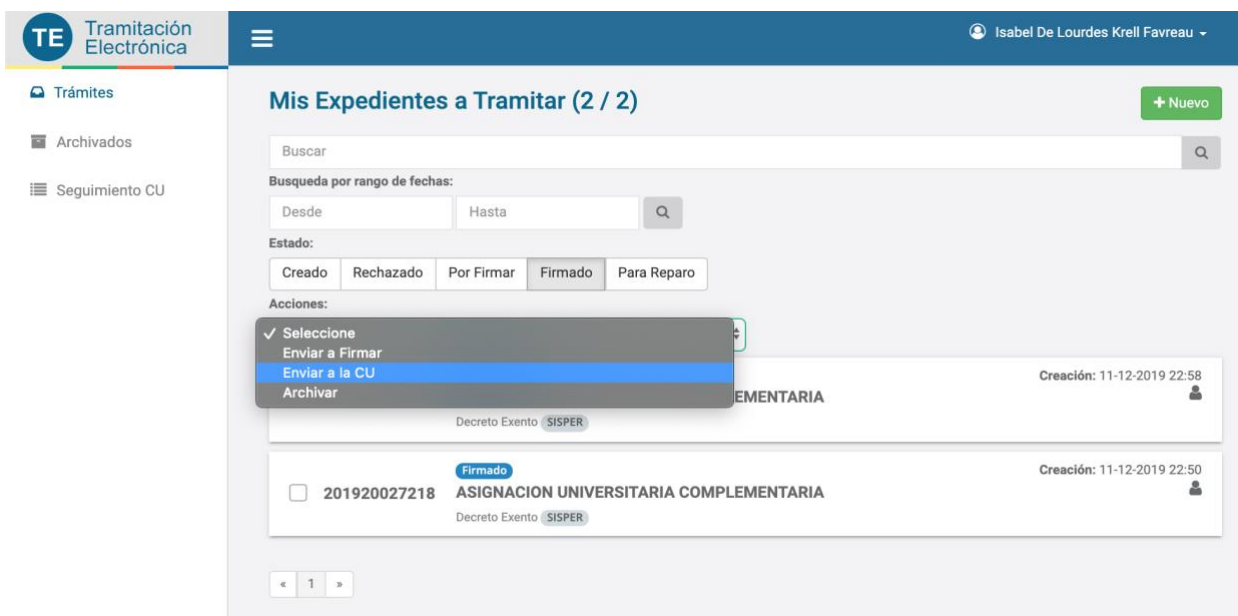 TE Tramitación Electrónica
Isabel De Lourdes Krell Favreau
Trámites
Archivados
Seguimiento CU
Mis Expedientes a Tramitar (2 / 2)
+ Nuevo
Buscar
Busqueda por rango de fechas:
Desde Hasta
Estado:
Creado Rechazado Por Firmar Firmado Para Reparo
Acciones:
✓ Seleccione
Enviar a Firmar
Enviar a la CU
Archivar
Creación: 11-12-2019 22:58
EMENTARIA
Decreto Exento SISPER
Firmado
Creación: 11-12-2019 22:50
201920027218 ASIGNACION UNIVERSITARIA COMPLEMENTARIA
Decreto Exento SISPER
« 1 »